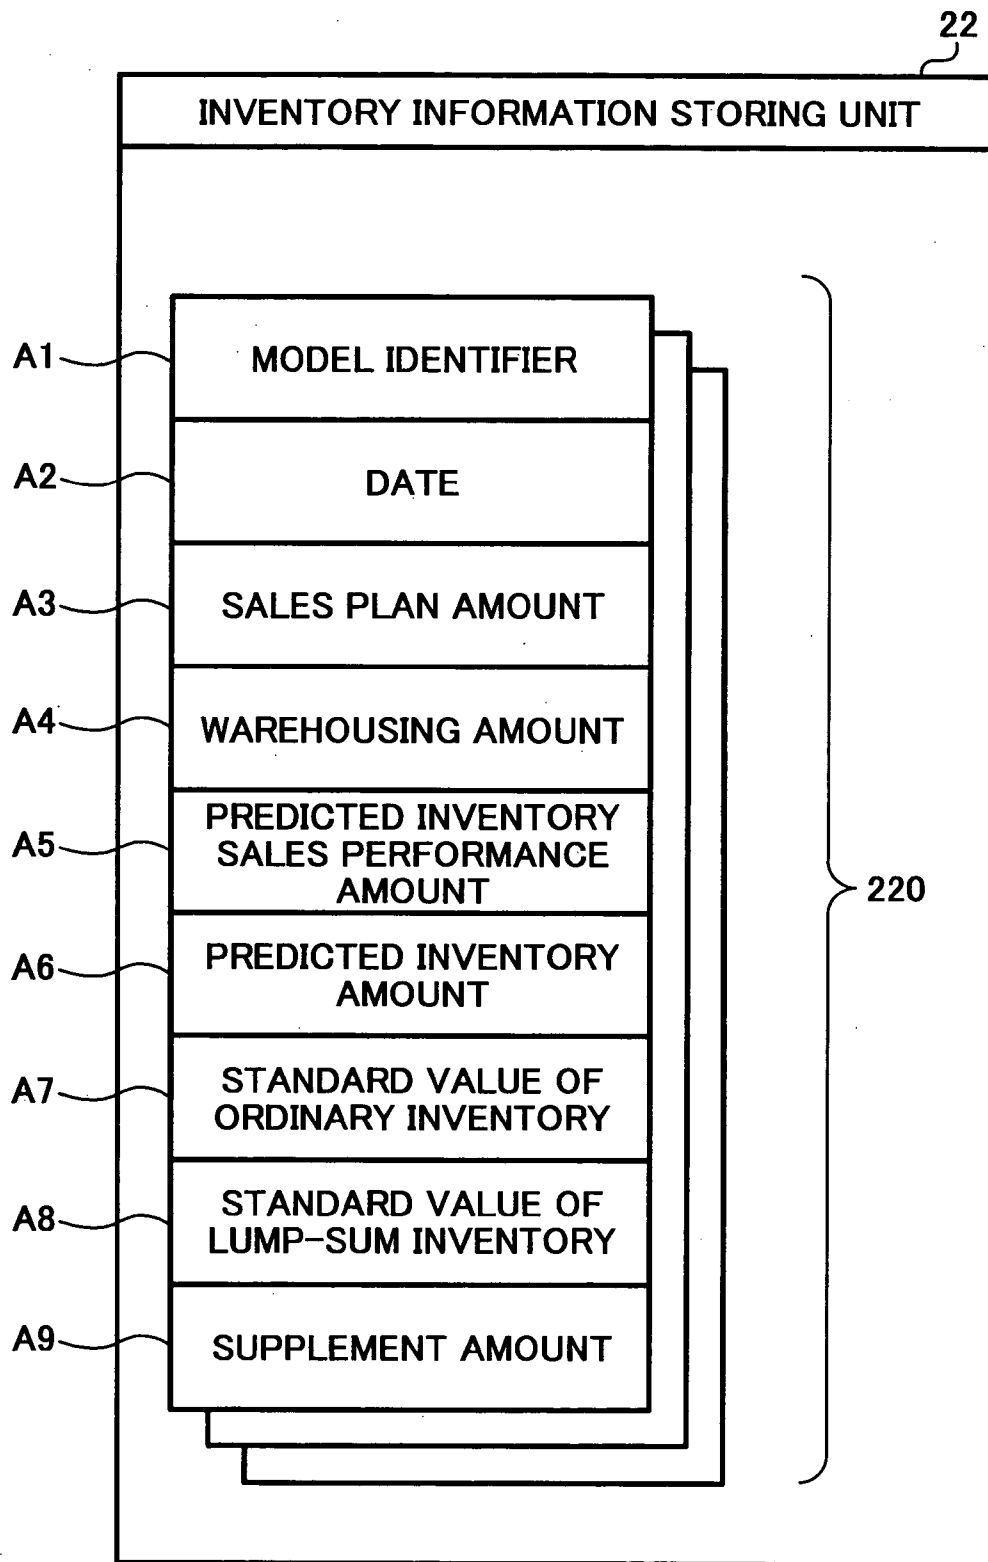 22
INVENTORY INFORMATION STORING UNIT
A1
MODEL IDENTIFIER
A2
DATE
A3
SALES PLAN AMOUNT
A4
WAREHOUSING AMOUNT
A5
PREDICTED INVENTORY
SALES PERFORMANCE
AMOUNT
220
A6
PREDICTED INVENTORY
AMOUNT
A7
STANDARD VALUE OF
ORDINARY INVENTORY
A8
STANDARD VALUE OF
LUMP-SUM INVENTORY
A9
SUPPLEMENT AMOUNT